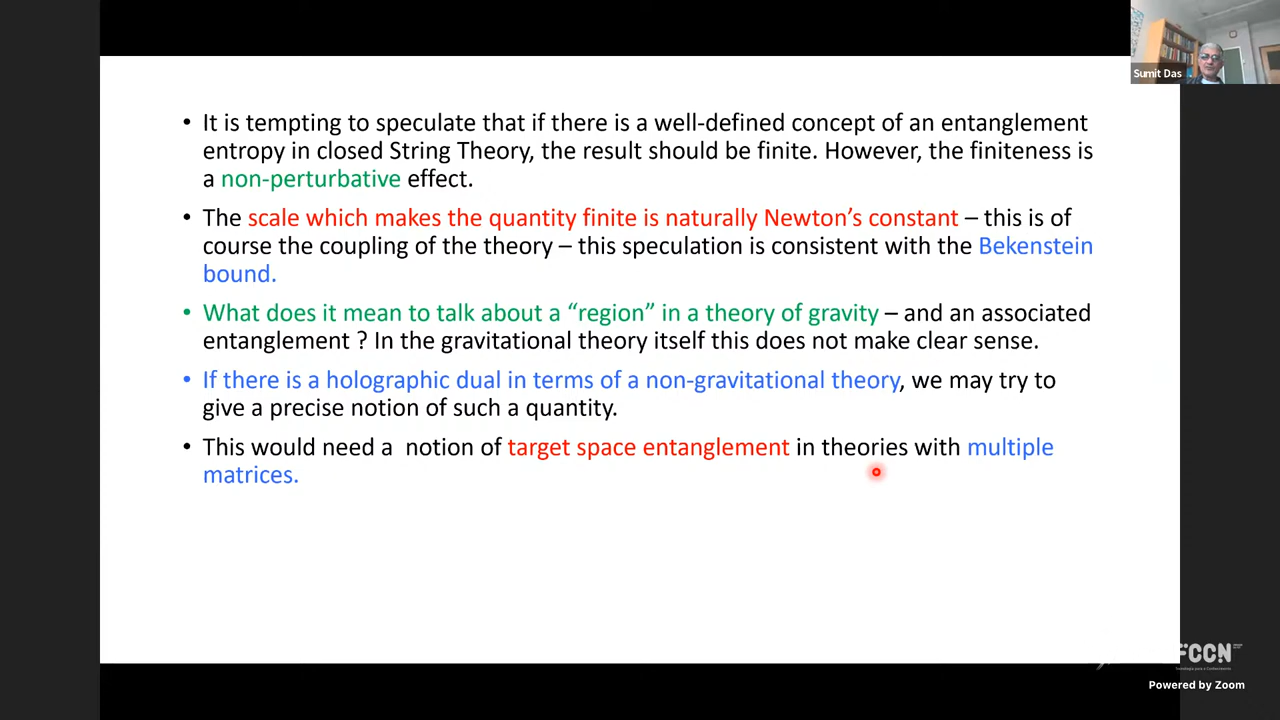 Sumit Das
• It is tempting to speculate that if there is a well-defined concept of an entanglement
entropy in closed String Theory, the result should be finite. However, the finiteness is
a non-perturbative effect.
• The scale which makes the quantity finite is naturally Newton’s constant – this is of
course the coupling of the theory – this speculation is consistent with the Bekenstein
bound.
• What does it mean to talk about a “region” in a theory of gravity – and an associated
entanglement ? In the gravitational theory itself this does not make clear sense.
• If there is a holographic dual in terms of a non-gravitational theory, we may try to
give a precise notion of such a quantity.
• This would need a  notion of target space entanglement in theories with multiple
matrices.
FCCN
Powered by Zoom